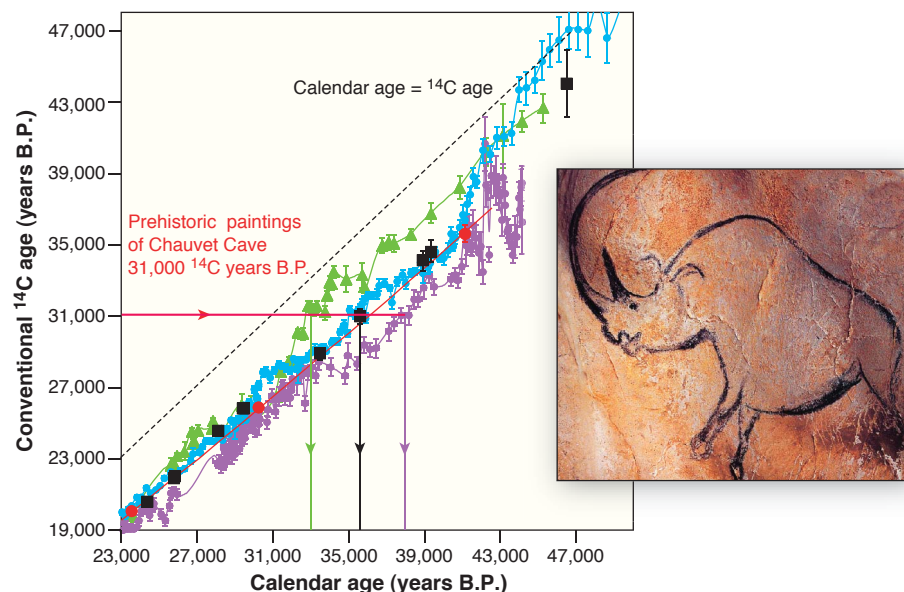 47,000
43,000
39,000
35,000
31,000
27,000
23,000
19,000
Conventional ¹⁴C age (years B.P.)
Calendar age = ¹⁴C age
Prehistoric paintings
of Chauvet Cave
31,000 ¹⁴C years B.P.
23,000 27,000 31,000 35,000 39,000 43,000 47,000
Calendar age (years B.P.)